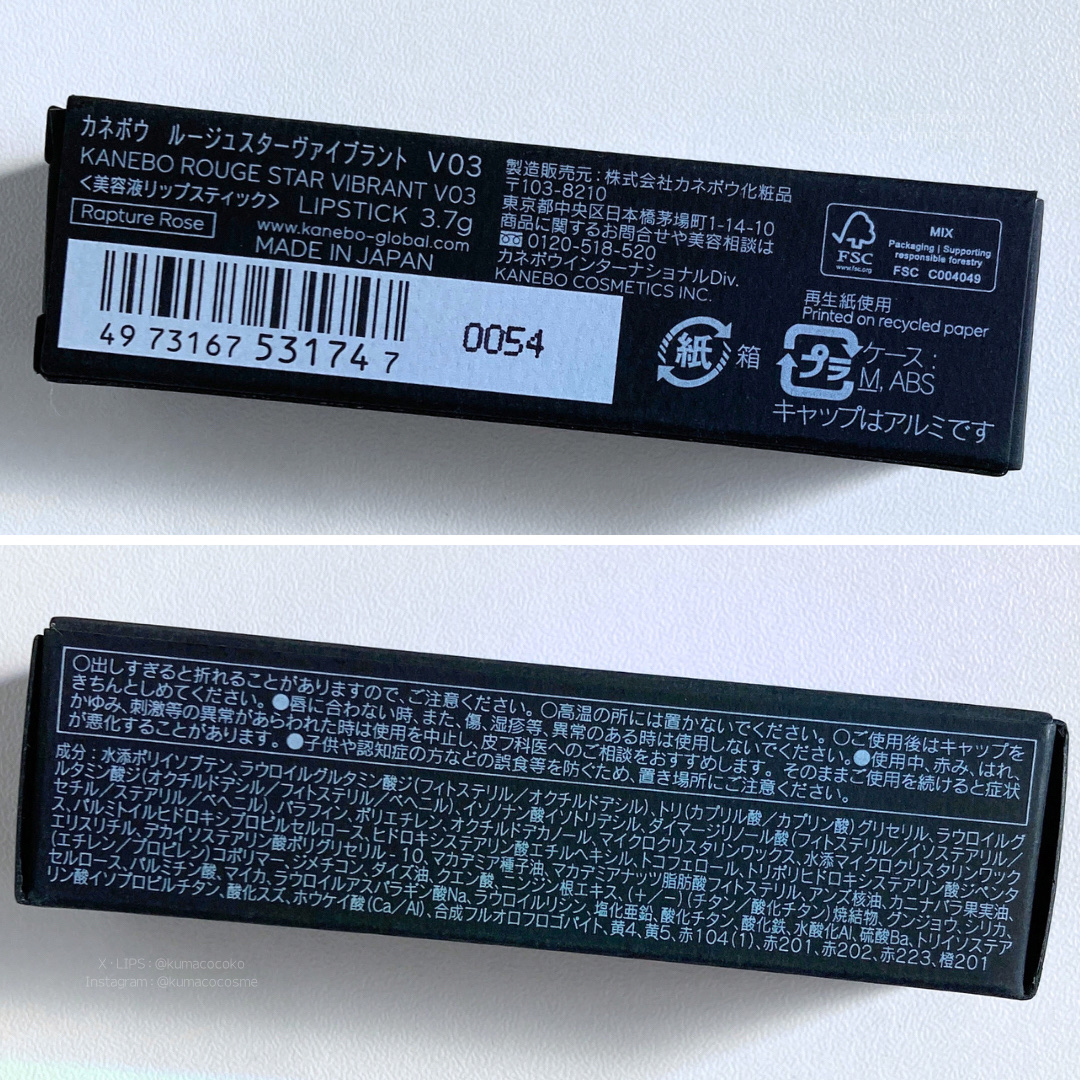 カネボウ ルージュスターヴァイブラント V03
KANEBO ROUGE STAR VIBRANT V03
<美容液リップスティック> LIPSTICK 3.7g
Rapture Rose
www.kanebo-global.com
MADE IN JAPAN
49 73167 53174 7
0054
製造販売元:株式会社カネボウ化粧品
〒103-8210
東京都中央区日本橋茅場町1-14-10
商品に関するお問合せや美容相談は
0120-518-520
カネボウインターナショナルDiv.
KANEBO COSMETICS INC.
FSC
www.fsc.org
MIX
Packaging | Supporting
responsible forestry
FSC C004049
再生紙使用
Printed on recycled paper
紙 箱
プラ
ケース:
M, ABS
キャップはアルミです
○出しすぎると折れることがありますので、ご注意ください。○高温の所には置かないでください。○ご使用後はキャップを
きちんとしめてください。●唇に合わない時、また、傷、湿疹等、異常のある時は使用しないでください。●使用中、赤み、はれ、
かゆみ、刺激等の異常があらわれた時は使用を中止し、皮フ科医へのご相談をおすすめします。そのままご使用を続けると症状
が悪化することがあります。●子供や認知症の方などの誤食等を防ぐため、置き場所にご注意ください。
成分:水添ポリイソブテン、ラウロイルグルタミン酸ジ(フィトステリル/オクチルドデシル)、トリ(カプリル酸/カプリン酸)グリセリル、ラウロイルグ
ルタミン酸ジ(オクチルドデシル/フィトステリル/ベヘニル)、イソノナン酸イソトリデシル、ダイマージリノール酸(フィトステリル/イソステアリル/
セチル/ステアリル/ベヘニル)、パラフィン、ポリエチレン、オクチルドデカノール、マイクロクリスタリンワックス、水添マイクロクリスタリンワック
ス、パルミトイルヒドロキシプロピルセルロース、ヒドロキシステアリン酸エチルヘキシル、トコフェロール、トリポリヒドロキシステアリン酸ジペンタ
エリスリチル、デカイソステアリン酸ポリグリセリル-10、マカデミア種子油、マカデミアナッツ脂肪酸フィトステリル、アンズ核油、カニナバラ果実油、
(エチレン/プロピレン)コポリマー、ジメチコン、ダイズ油、クエン酸、ニンジン根エキス、(+/-)(チタン/酸化チタン)焼結物、グンジョウ、シリカ、
セルロース、パルミチン酸、マイカ、ラウロイルアスパラギン酸Na、ラウロイルリシン、塩化亜鉛、酸化チタン、酸化鉄、水酸化Al、硫酸Ba、トリイソステア
リン酸イソプロピルチタン、酸化スズ、ホウケイ酸(Ca/Al)、合成フルオロフロゴパイト、黄4、黄5、赤104(1)、赤201、赤202、赤223、橙201
X・LIPS : @kumacocoko
Instagram : @kumacocosme